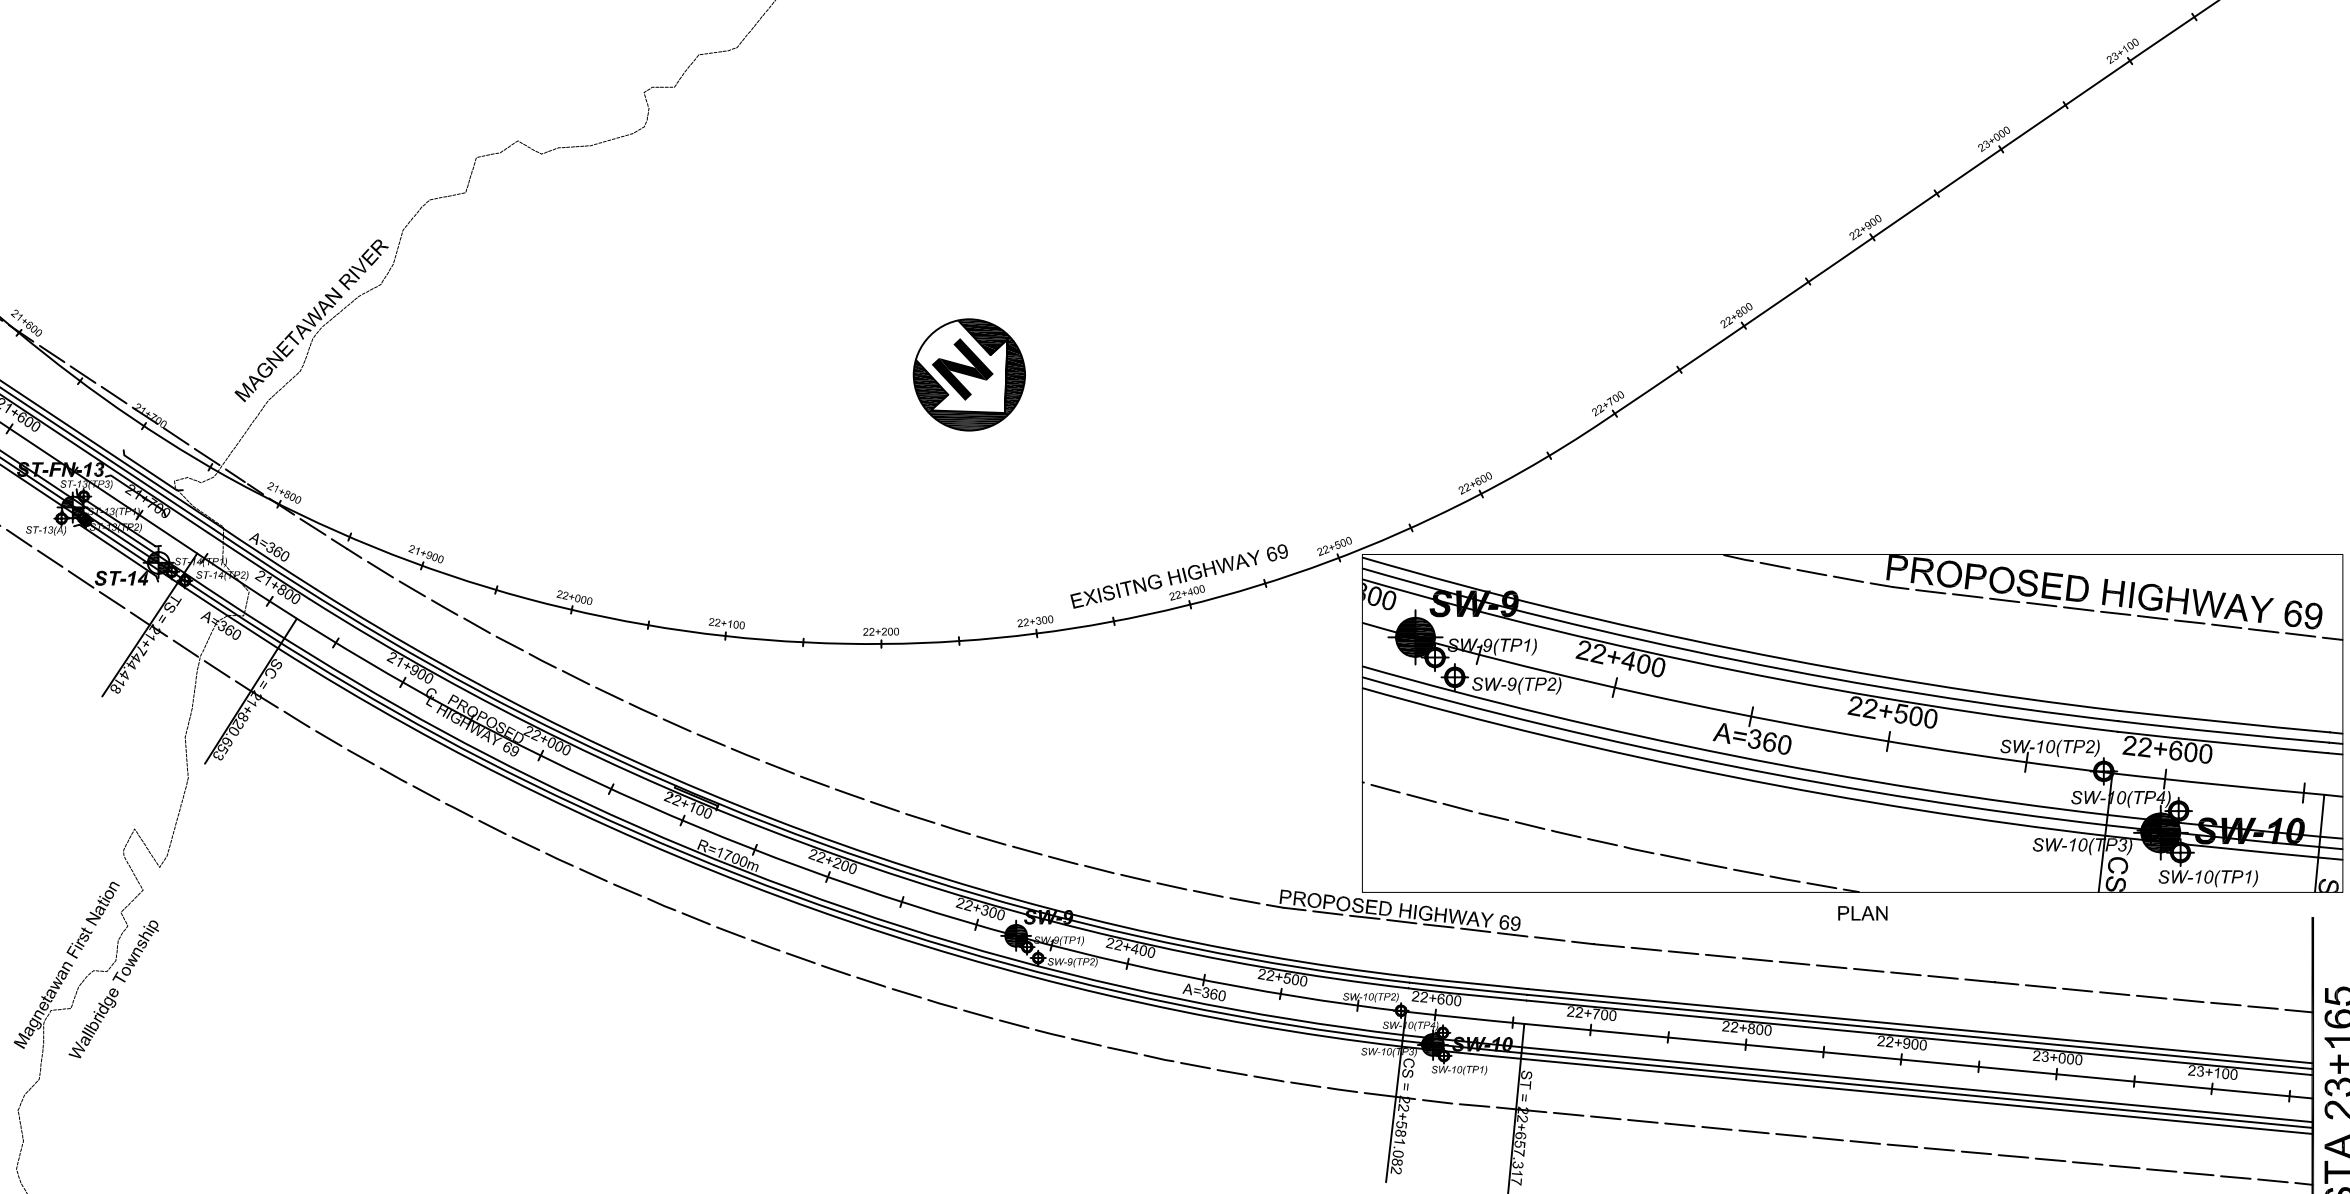 23+100
23+000
22+900
22+800
22+700
22+600
22+500
22+400
EXISITNG HIGHWAY 69
22+300
22+200
22+100
22+000
21+900
21+800
21+700
21+600
MAGNETAWAN RIVER
N
21+600
ST-FN-13
ST-13(TP3)
ST-13(TP1)
ST-13(TP2)
ST-13(A)
21+700
A=360
ST-14
ST-14(TP1)
ST-14(TP2)
21+800
A=360
TS = 21+744.418
SC = 21+820.653
21+900
PROPOSED
CL HIGHWAY 69
22+000
22+100
R=1700m
22+200
22+300
SW-9
SW-9(TP1)
SW-9(TP2)
22+400
A=360
22+500
PROPOSED HIGHWAY 69
SW-10(TP2)
22+600
SW-10(TP4)
SW-10
SW-10(TP3)
SW-10(TP1)
CS = 22+581.082
ST = 22+657.317
22+700
22+800
22+900
23+000
23+100
STA 23+165
Magnetawan First Nation
Wallbridge Township
PROPOSED HIGHWAY 69
300
SW-9
SW-9(TP1)
SW-9(TP2)
22+400
A=360
22+500
SW-10(TP2)
22+600
SW-10(TP4)
SW-10
SW-10(TP3)
SW-10(TP1)
CS
S
PLAN